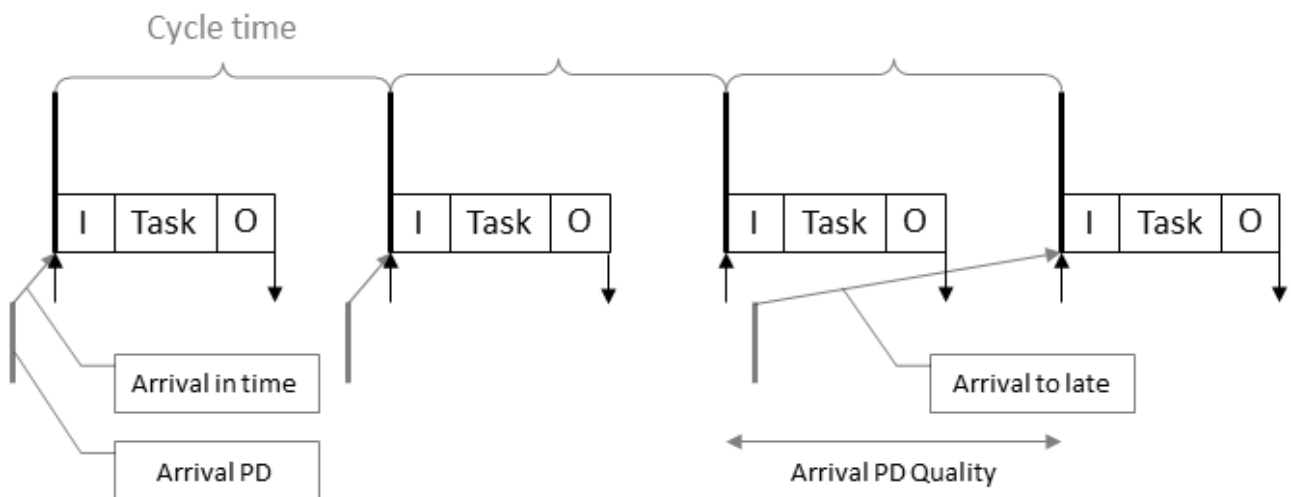 Cycle time
I Task O I Task O I Task O I Task O
Arrival in time
Arrival to late
Arrival PD
Arrival PD Quality